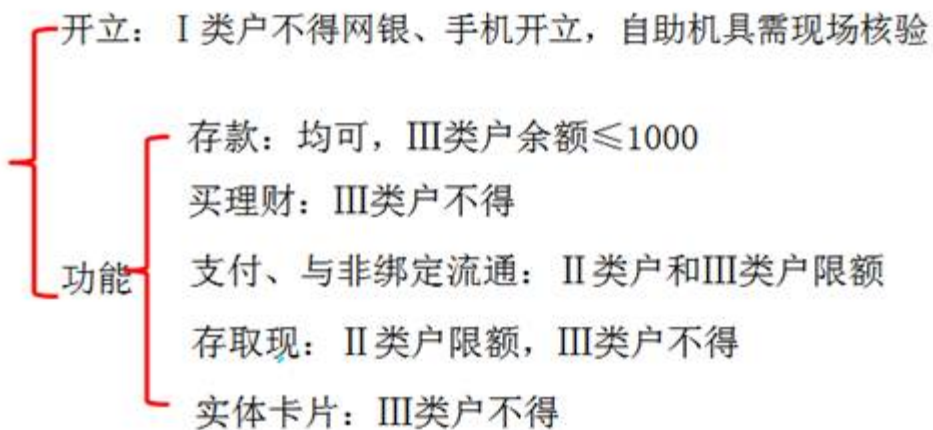 开立：Ⅰ类户不得网银、手机开立，自助机具需现场核验
存款：均可，Ⅲ类户余额≤1000
买理财：Ⅲ类户不得
功能
支付、与非绑定流通：Ⅱ类户和Ⅲ类户限额
存取现：Ⅱ类户限额，Ⅲ类户不得
实体卡片：Ⅲ类户不得